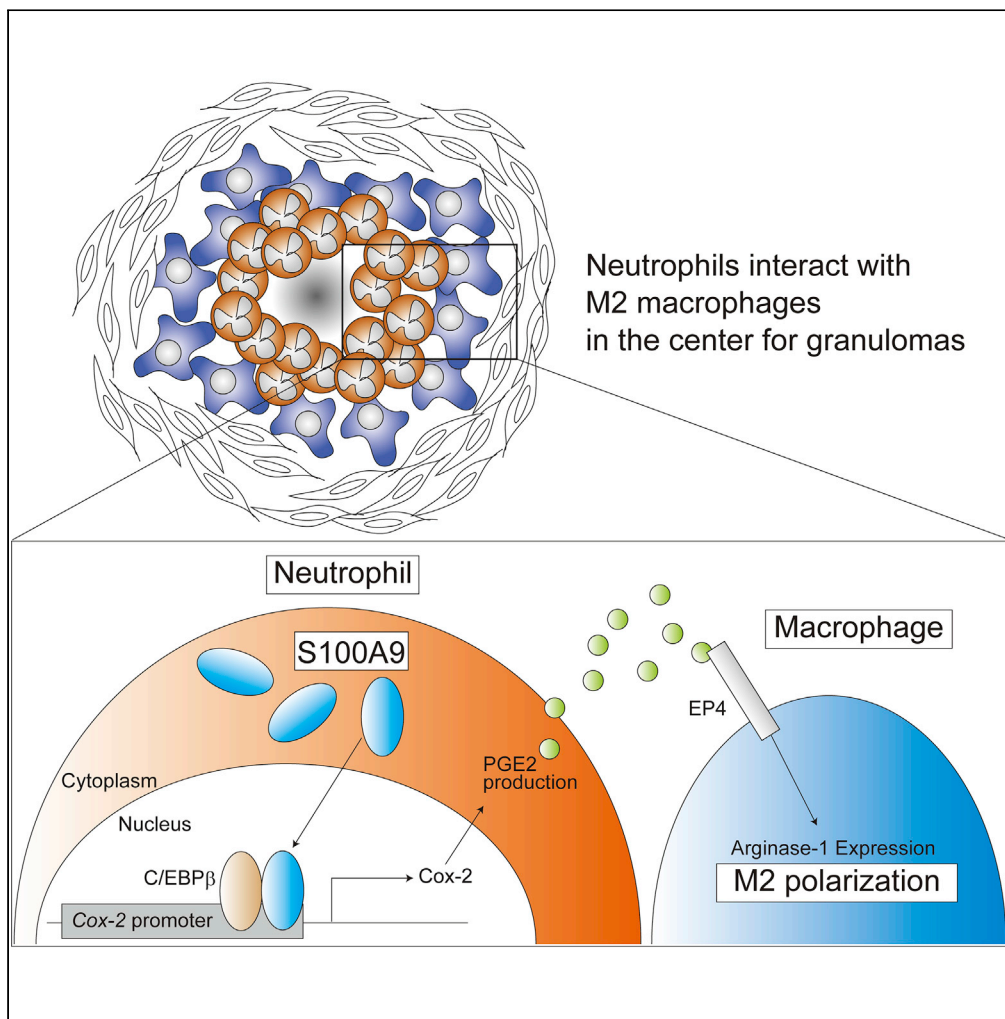 Neutrophils interact with
M2 macrophages
in the center for granulomas
Neutrophil
S100A9
Macrophage
EP4
PGE2
production
Cytoplasm
Nucleus
C/EBPβ
Cox-2
Cox-2 promoter
Arginase-1 Expression
M2 polarization